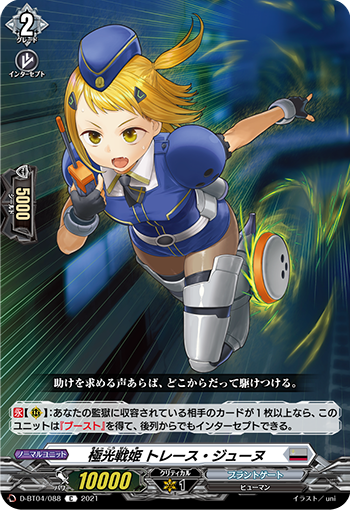 2
グレード
インターセプト
5000
シールド
助けを求める声あらば、どこからだって駆けつける。
永【】:あなたの監獄に収容されている相手のカードが1枚以上なら、この
ユニットは『ブースト』を得て、後列からでもインターセプトできる。
ノーマルユニット
極光戦姫 トレース・ジューヌ
パワー
10000
クリティカル
1
ブラントゲート
ヒューマン
D-BT04/088 C 2021
イラスト/ uni